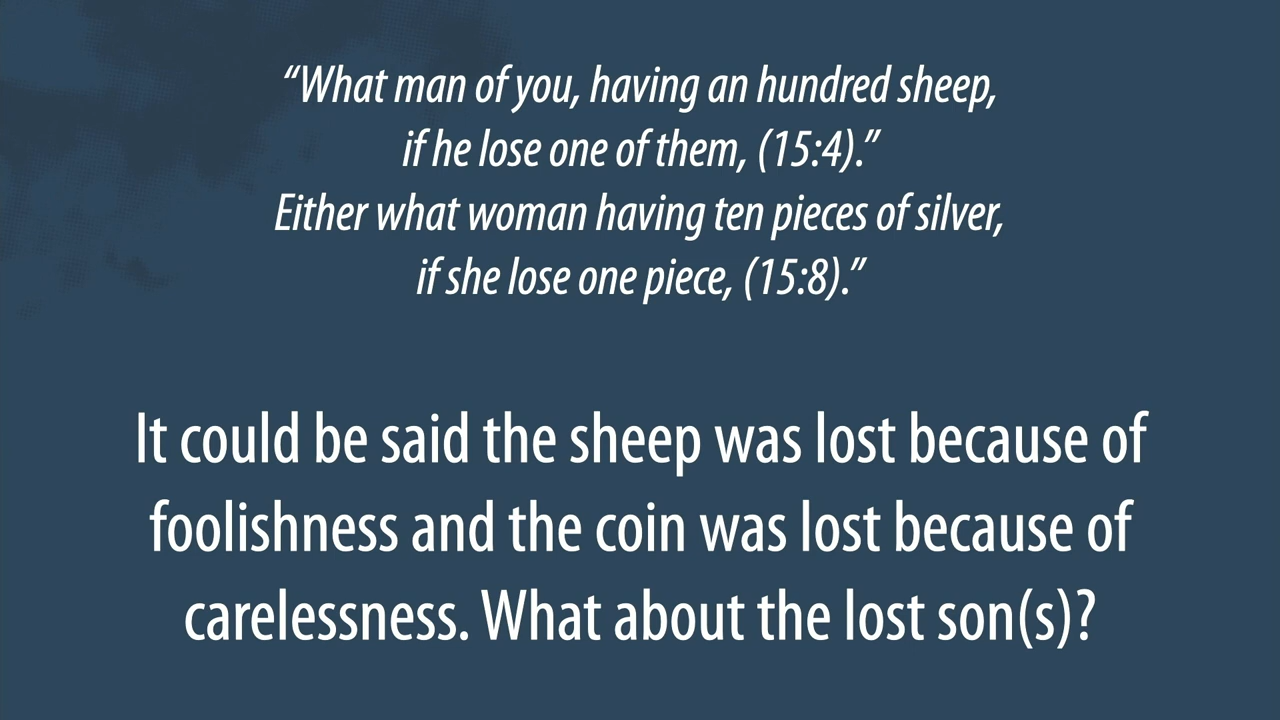 “What man of you, having an hundred sheep,
if he lose one of them, (15:4).”
Either what woman having ten pieces of silver,
if she lose one piece, (15:8).”
It could be said the sheep was lost because of
foolishness and the coin was lost because of
carelessness. What about the lost son(s)?